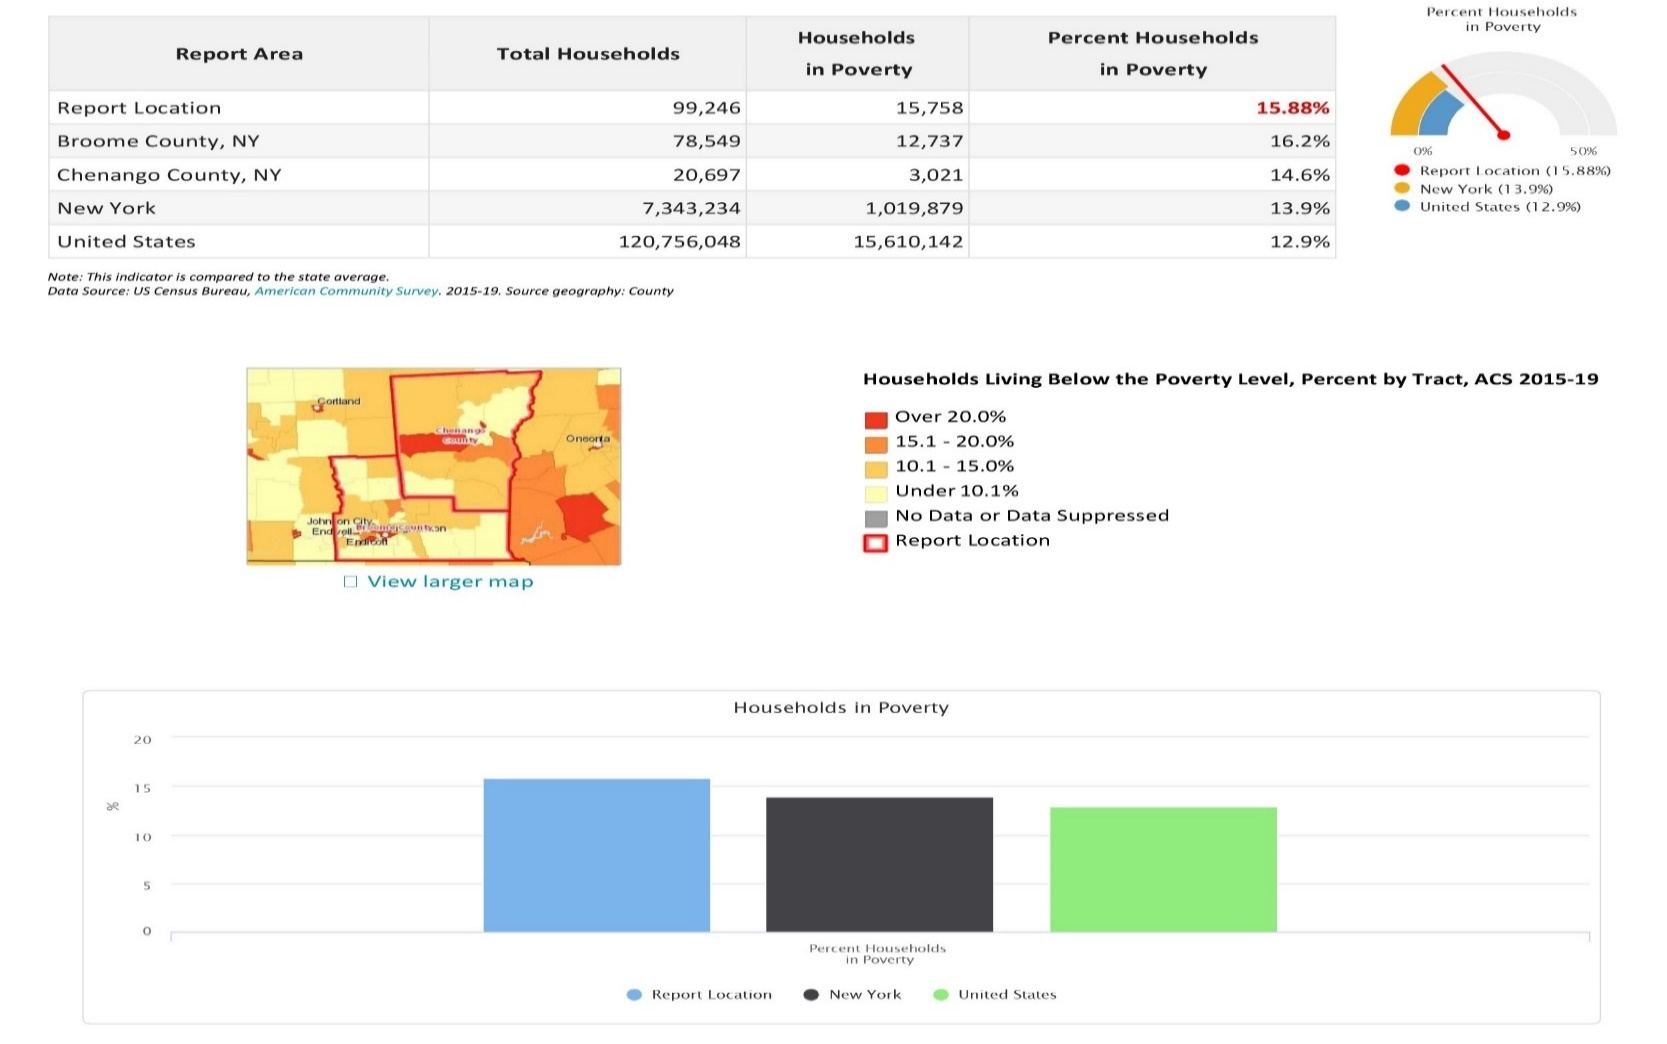 Report Area Total Households Households in Poverty Percent Households in Poverty
Report Location 99,246 15,758 15.88%
Broome County, NY 78,549 12,737 16.2%
Chenango County, NY 20,697 3,021 14.6%
New York 7,343,234 1,019,879 13.9%
United States 120,756,048 15,610,142 12.9%
Note: This indicator is compared to the state average.
Data Source: US Census Bureau, American Community Survey. 2015-19. Source geography: County
Percent Households
in Poverty
0% 50%
Report Location (15.88%)
New York (13.9%)
United States (12.9%)
Cortland
Chenango
County
Oneonta
Endicott
View larger map
Households Living Below the Poverty Level, Percent by Tract, ACS 2015-19
Over 20.0%
15.1 - 20.0%
10.1 - 15.0%
Under 10.1%
No Data or Data Suppressed
Report Location
Households in Poverty
20
15
%
10
5
0
Percent Households
in Poverty
Report Location New York United States